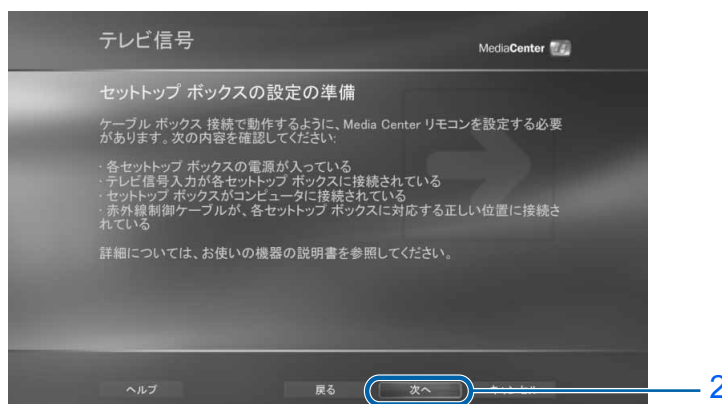 テレビ信号
MediaCenter
セットトップ ボックスの設定の準備
ケーブル ボックス 接続で動作するように、Media Center リモコンを設定する必要
があります。次の内容を確認してください:
· 各セットトップ ボックスの電源が入っている
· テレビ信号入力が各セットトップ ボックスに接続されている
· セットトップ ボックスがコンピュータに接続されている
· 赤外線制御ケーブルが、各セットトップ ボックスに対応する正しい位置に接続さ
れている
詳細については、お使いの機器の説明書を参照してください。
ヘルプ 戻る 次へ 2